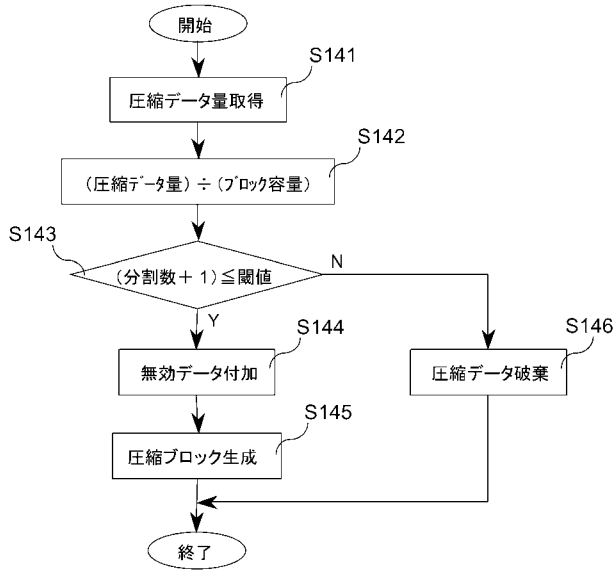 開始
S141
圧縮データ量取得
S142
(圧縮ﾃﾞｰﾀ量)÷(ﾌﾞﾛｯｸ容量)
S143
(分割数+1)≦閾値
N
Y
S144
無効データ付加
S146
圧縮データ破棄
S145
圧縮ブロック生成
終了